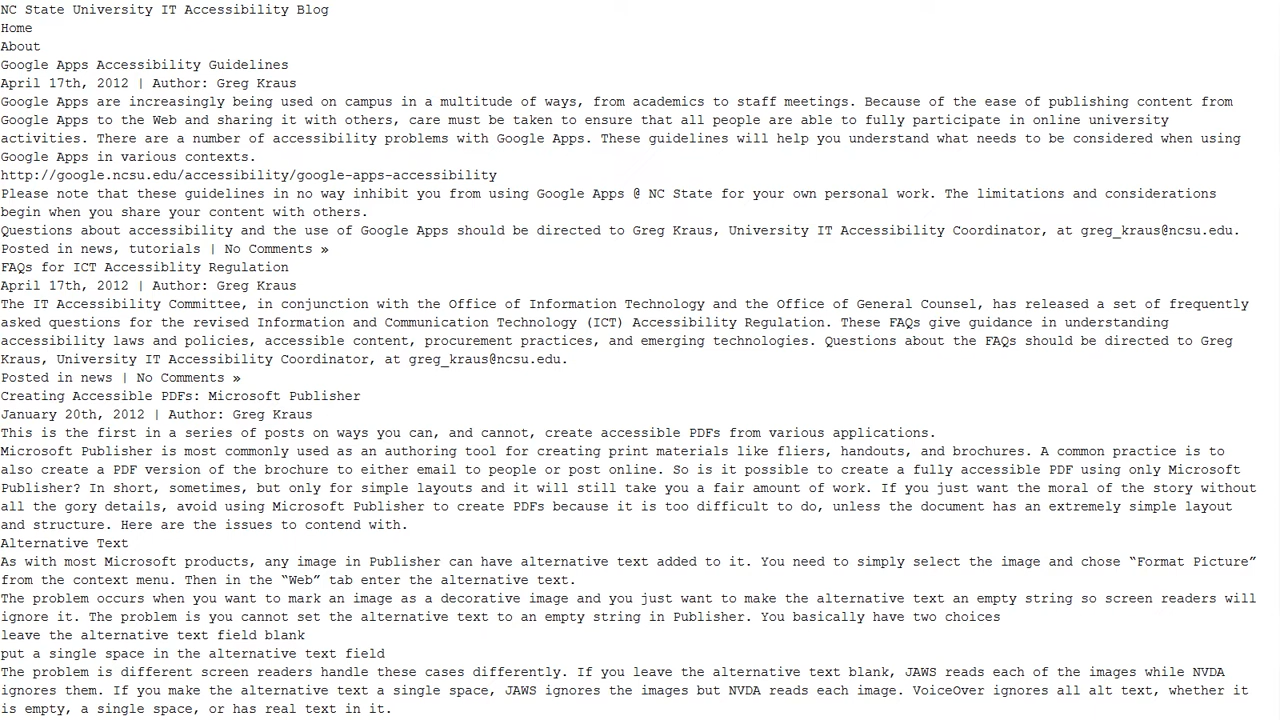 NC State University IT Accessibility Blog
Home
About
Google Apps Accessibility Guidelines
April 17th, 2012 | Author: Greg Kraus
Google Apps are increasingly being used on campus in a multitude of ways, from academics to staff meetings. Because of the ease of publishing content from
Google Apps to the Web and sharing it with others, care must be taken to ensure that all people are able to fully participate in online university
activities. There are a number of accessibility problems with Google Apps. These guidelines will help you understand what needs to be considered when using
Google Apps in various contexts.
http://google.ncsu.edu/accessibility/google-apps-accessibility
Please note that these guidelines in no way inhibit you from using Google Apps @ NC State for your own personal work. The limitations and considerations
begin when you share your content with others.
Questions about accessibility and the use of Google Apps should be directed to Greg Kraus, University IT Accessibility Coordinator, at greg_kraus@ncsu.edu.
Posted in news, tutorials | No Comments »
FAQs for ICT Accessiblity Regulation
April 17th, 2012 | Author: Greg Kraus
The IT Accessibility Committee, in conjunction with the Office of Information Technology and the Office of General Counsel, has released a set of frequently
asked questions for the revised Information and Communication Technology (ICT) Accessibility Regulation. These FAQs give guidance in understanding
accessibility laws and policies, accessible content, procurement practices, and emerging technologies. Questions about the FAQs should be directed to Greg
Kraus, University IT Accessibility Coordinator, at greg_kraus@ncsu.edu.
Posted in news | No Comments »
Creating Accessible PDFs: Microsoft Publisher
January 20th, 2012 | Author: Greg Kraus
This is the first in a series of posts on ways you can, and cannot, create accessible PDFs from various applications.
Microsoft Publisher is most commonly used as an authoring tool for creating print materials like fliers, handouts, and brochures. A common practice is to
also create a PDF version of the brochure to either email to people or post online. So is it possible to create a fully accessible PDF using only Microsoft
Publisher? In short, sometimes, but only for simple layouts and it will still take you a fair amount of work. If you just want the moral of the story without
all the gory details, avoid using Microsoft Publisher to create PDFs because it is too difficult to do, unless the document has an extremely simple layout
and structure. Here are the issues to contend with.
Alternative Text
As with most Microsoft products, any image in Publisher can have alternative text added to it. You need to simply select the image and chose “Format Picture”
from the context menu. Then in the “Web” tab enter the alternative text.
The problem occurs when you want to mark an image as a decorative image and you just want to make the alternative text an empty string so screen readers will
ignore it. The problem is you cannot set the alternative text to an empty string in Publisher. You basically have two choices
leave the alternative text field blank
put a single space in the alternative text field
The problem is different screen readers handle these cases differently. If you leave the alternative text blank, JAWS reads each of the images while NVDA
ignores them. If you make the alternative text a single space, JAWS ignores the images but NVDA reads each image. VoiceOver ignores all alt text, whether it
is empty, a single space, or has real text in it.